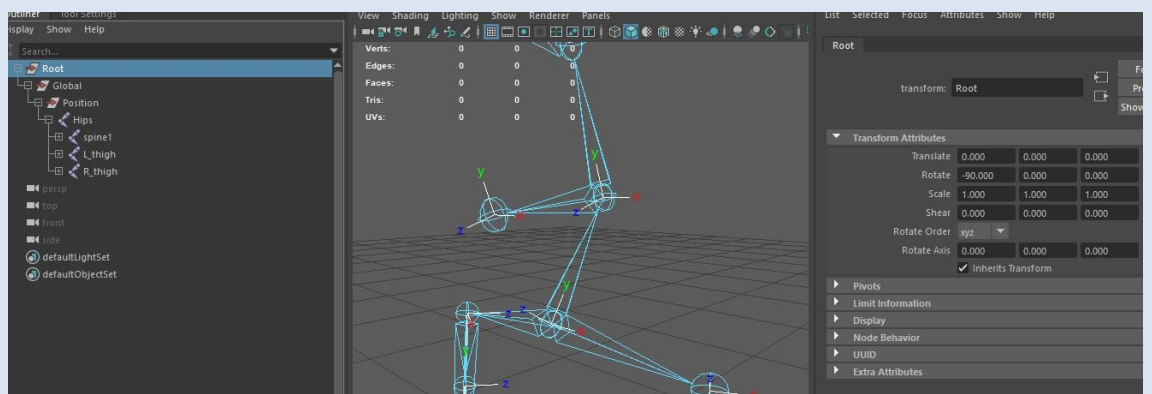 Outliner Tool Settings
Display Show Help
Search...
Root
Global
Position
Hips
spine1
L_thigh
R_thigh
persp
top
front
side
defaultLightSet
defaultObjectSet
View Shading Lighting Show Renderer Panels
Verts: 0 0 0
Edges: 0 0 0
Faces: 0 0 0
Tris: 0 0 0
UVs: 0 0 0
y
y
x
z
x
z
y
z
z
x
x
y
z
z
List Selected Focus Attributes Show Help
Root
transform: Root
Show
Transform Attributes
Translate 0.000 0.000 0.000
Rotate -90.000 0.000 0.000
Scale 1.000 1.000 1.000
Shear 0.000 0.000 0.000
Rotate Order xyz
Rotate Axis 0.000 0.000 0.000
Inherits Transform
Pivots
Limit Information
Display
Node Behavior
UUID
Extra Attributes